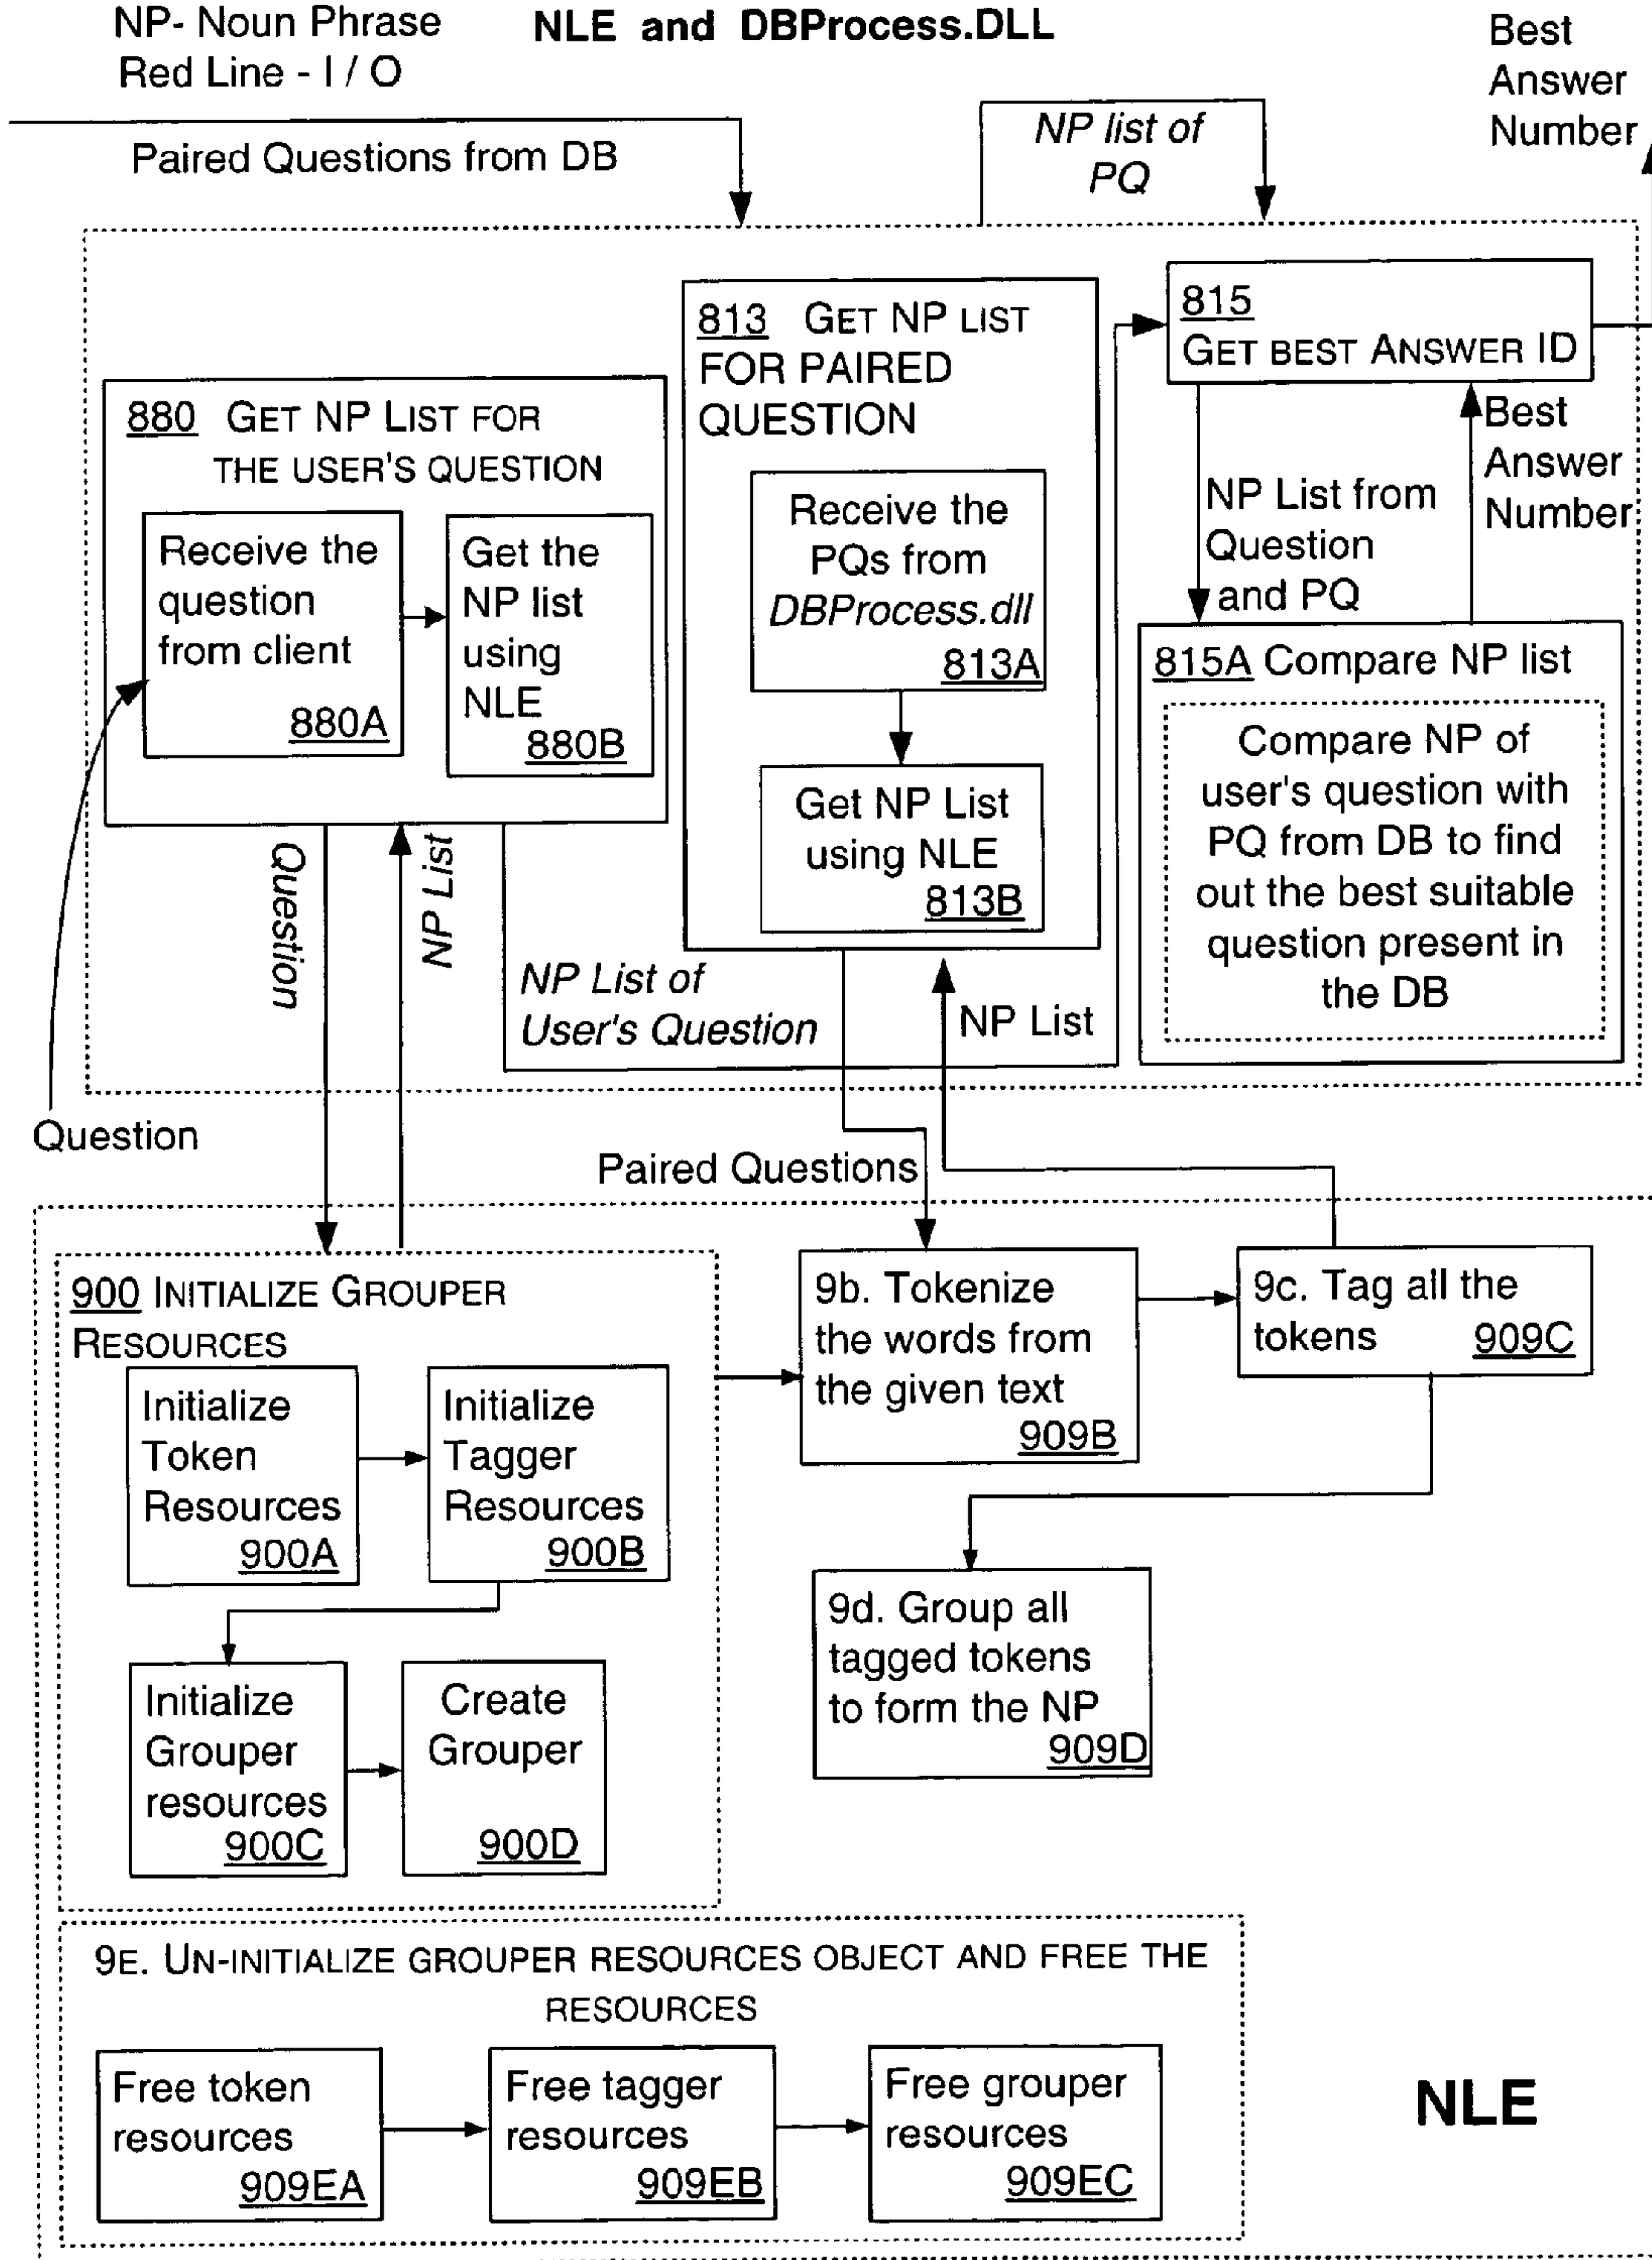 NP- Noun Phrase
Red Line - I / O
NLE and DBProcess.DLL
Best
Answer
Number
Paired Questions from DB
NP list of
PQ
880 GET NP LIST FOR
THE USER'S QUESTION
Receive the
question
from client
880A
Get the
NP list
using
NLE
880B
813 GET NP LIST
FOR PAIRED
QUESTION
Receive the
PQs from
DBProcess.dll
813A
Get NP List
using NLE
813B
815
GET BEST ANSWER ID
NP List from
Question
and PQ
Best
Answer
Number
815A Compare NP list
Compare NP of
user's question with
PQ from DB to find
out the best suitable
question present in
the DB
Question
NP List
NP List of
User's Question
NP List
Question
Paired Questions
900 INITIALIZE GROUPER
RESOURCES
Initialize
Token
Resources
900A
Initialize
Tagger
Resources
900B
Initialize
Grouper
resources
900C
Create
Grouper
900D
9b. Tokenize
the words from
the given text
909B
9c. Tag all the
tokens 909C
9d. Group all
tagged tokens
to form the NP
909D
9E. UN-INITIALIZE GROUPER RESOURCES OBJECT AND FREE THE
RESOURCES
Free token
resources
909EA
Free tagger
resources
909EB
Free grouper
resources
909EC
NLE